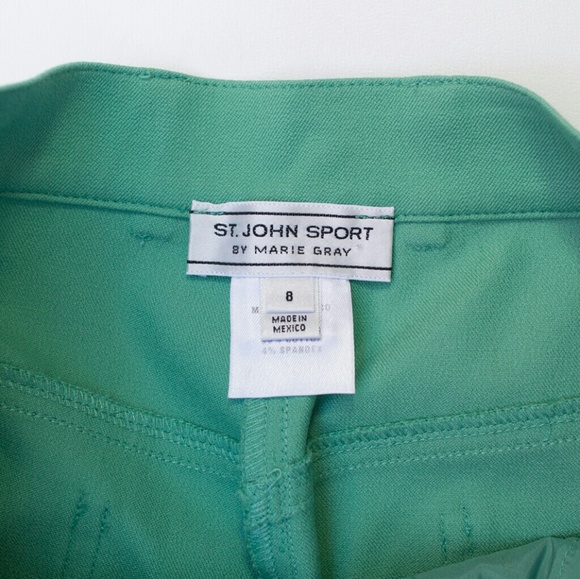 ST. JOHN SPORT
BY MARIE GRAY
8
MADE IN
MEXICO
4% SPANDEX